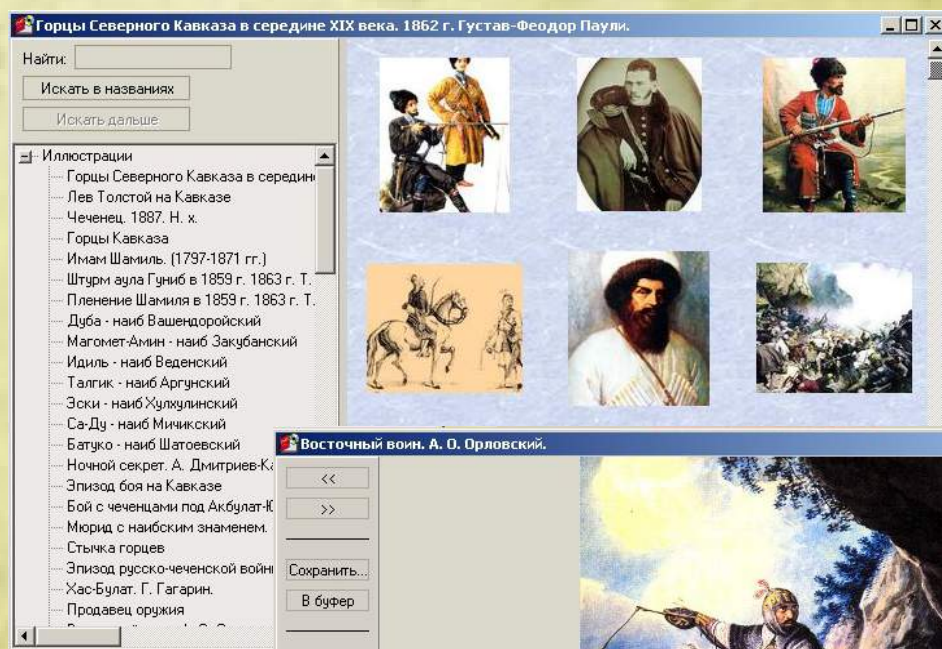 Горцы Северного Кавказа в середине XIX века. 1862 г. Густав-Феодор Паули.
Найти:
Искать в названиях
Искать дальше
Иллюстрации
Горцы Северного Кавказа в середин
Лев Толстой на Кавказе
Чеченец. 1887. Н. х.
Горцы Кавказа
Имам Шамиль. (1797-1871 гг.)
Штурм аула Гуниб в 1859 г. 1863 г. Т.
Пленение Шамиля в 1859 г. 1863 г. Т.
Дуба - наиб Вашендоройский
Магомет-Амин - наиб Закубанский
Идиль - наиб Веденский
Талгик - наиб Аргунский
Эски - наиб Хулхулинский
Са-Ду - наиб Мичикский
Батуко - наиб Шатоевский
Ночной секрет. А. Дмитриев-Ка
Эпизод боя на Кавказе
Бой с чеченцами под Акбулат-Ю
Мюрид с наибским знаменем.
Стычка горцев
Эпизод русско-чеченской войны
Хас-Булат. Г. Гагарин.
Продавец оружия
Восточный воин. А. О. Орловский.
<<
>>
Сохранить...
В буфер